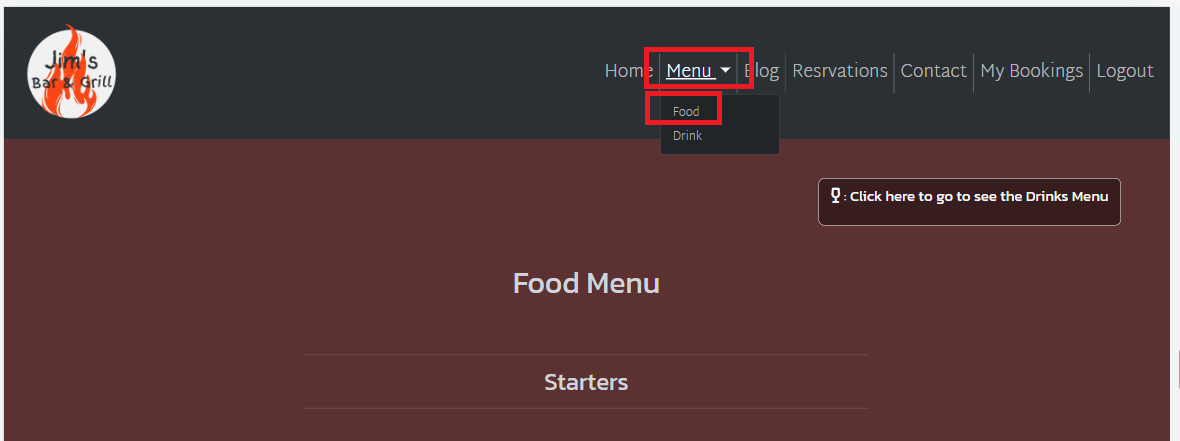 Jim's
Bar & Grill
Home Menu Blog Resrvations Contact My Bookings Logout
Food
Drink
: Click here to go to see the Drinks Menu
Food Menu
Starters